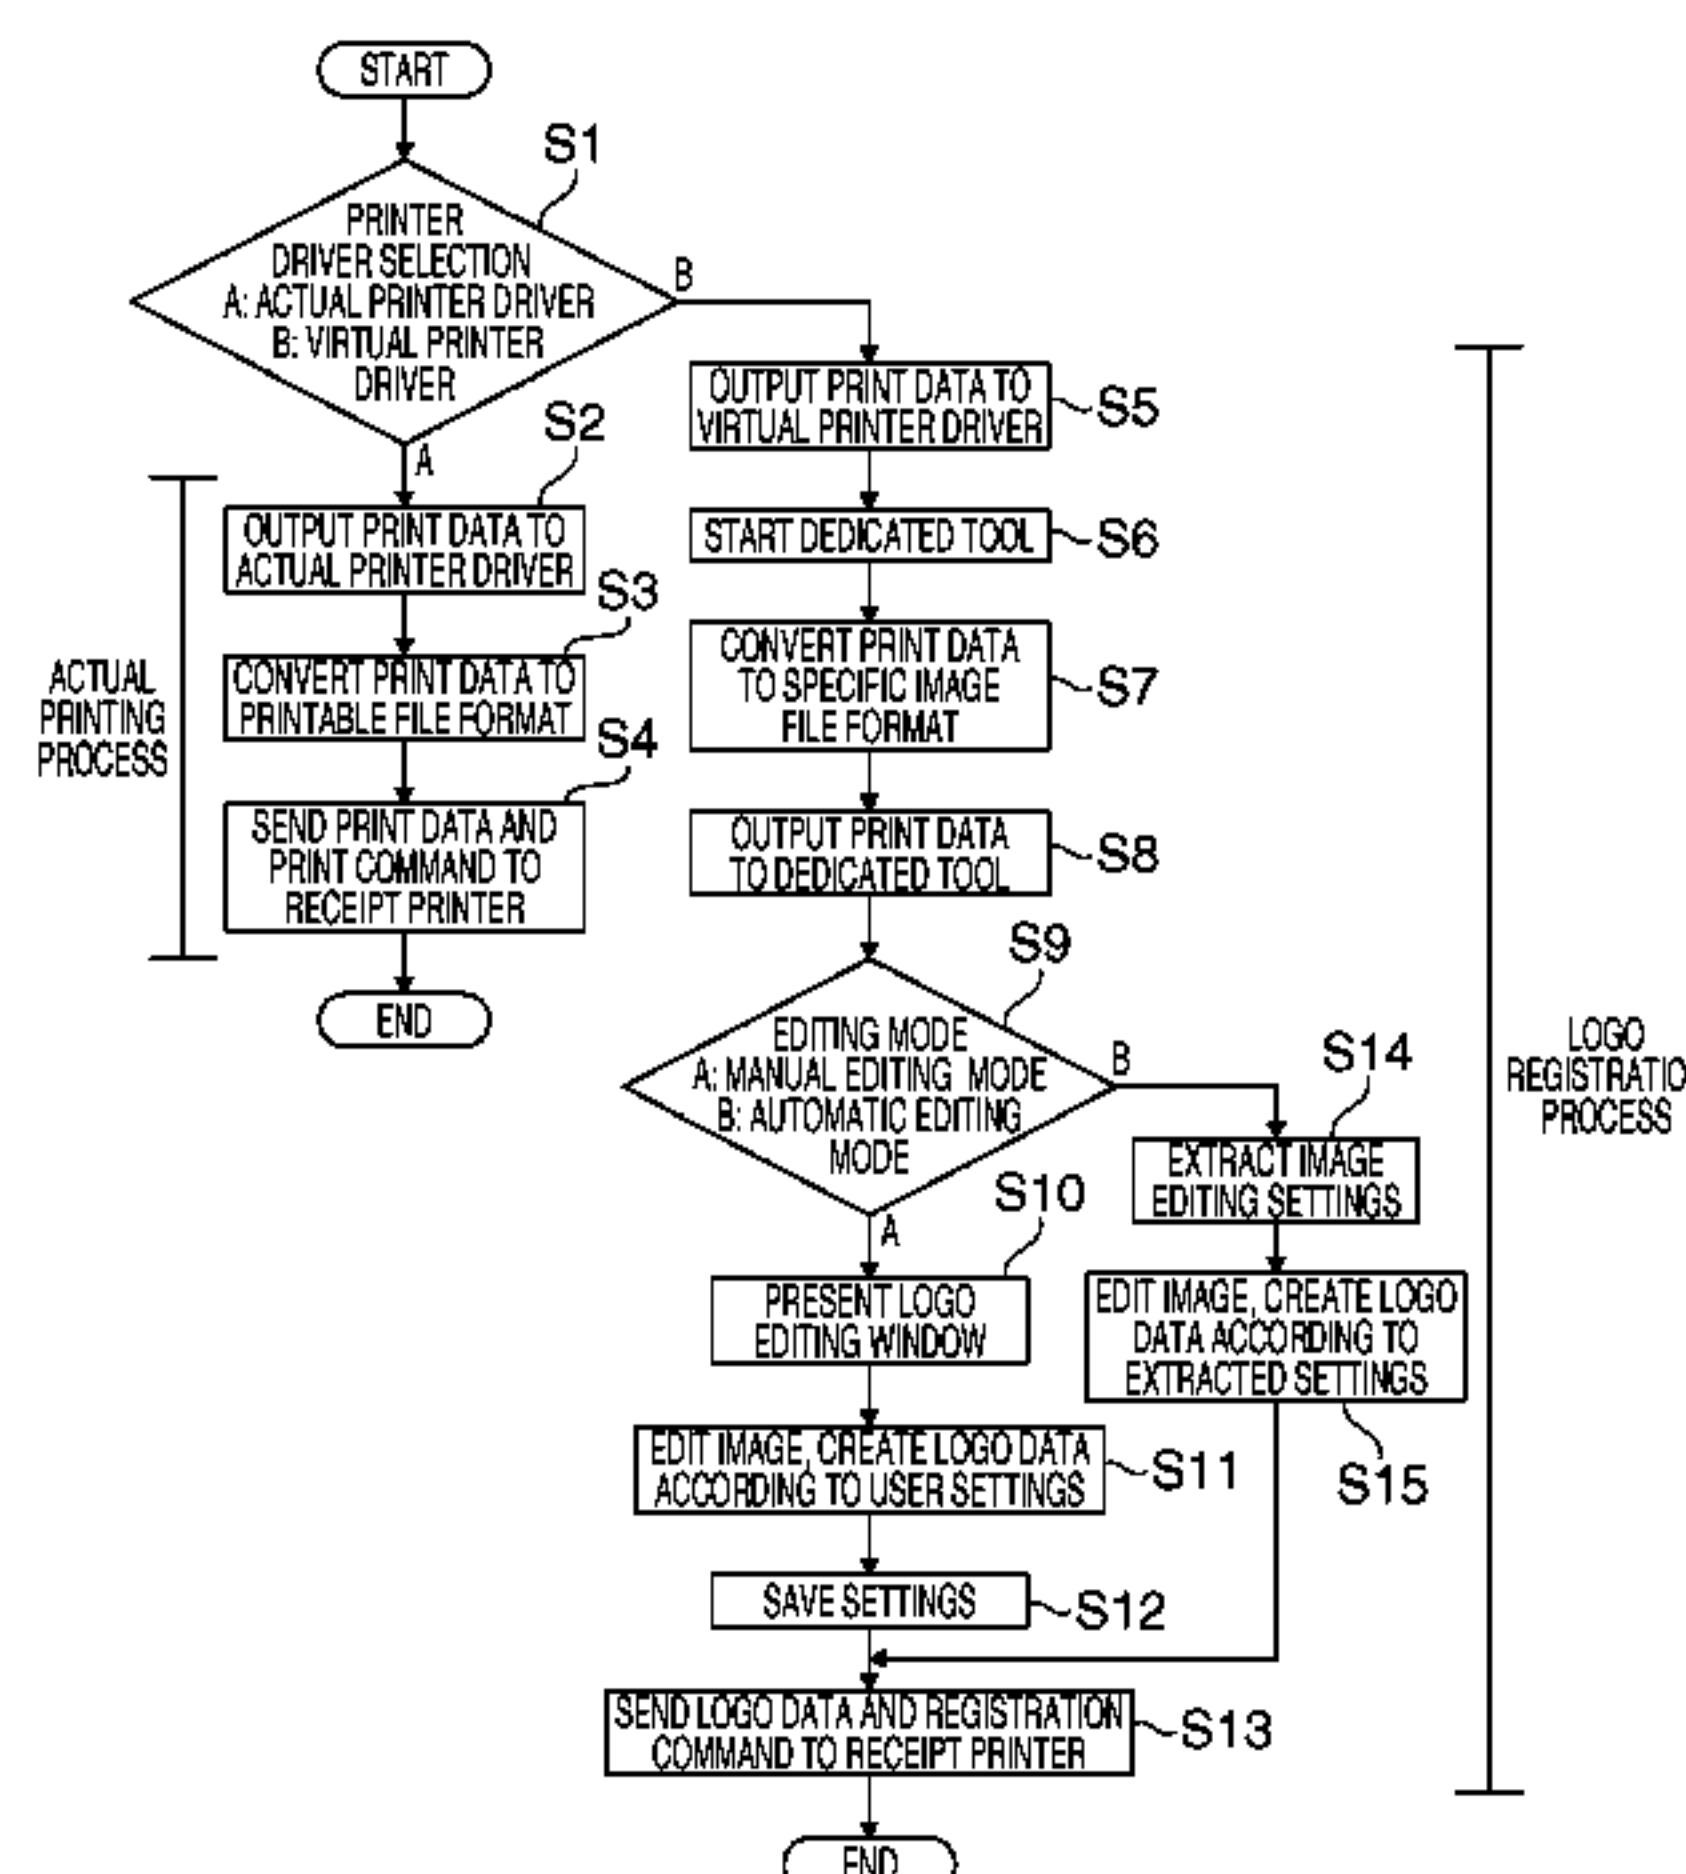 START
S1
PRINTER
DRIVER SELECTION
A: ACTUAL PRINTER DRIVER
B: VIRTUAL PRINTER
DRIVER
B
A
S2
OUTPUT PRINT DATA TO
ACTUAL PRINTER DRIVER
S3
CONVERT PRINT DATA TO
PRINTABLE FILE FORMAT
S4
SEND PRINT DATA AND
PRINT COMMAND TO
RECEIPT PRINTER
END
ACTUAL
PRINTING
PROCESS
OUTPUT PRINT DATA TO
VIRTUAL PRINTER DRIVER
S5
START DEDICATED TOOL
S6
CONVERT PRINT DATA
TO SPECIFIC IMAGE
FILE FORMAT
S7
OUTPUT PRINT DATA
TO DEDICATED TOOL
S8
S9
EDITING MODE
A: MANUAL EDITING MODE
B: AUTOMATIC EDITING
MODE
B
A
S10
PRESENT LOGO
EDITING WINDOW
EDIT IMAGE, CREATE LOGO DATA
ACCORDING TO USER SETTINGS
S11
SAVE SETTINGS
S12
S14
EXTRACT IMAGE
EDITING SETTINGS
EDIT IMAGE, CREATE LOGO
DATA ACCORDING TO
EXTRACTED SETTINGS
S15
SEND LOGO DATA AND REGISTRATION
COMMAND TO RECEIPT PRINTER
S13
END
LOGO
REGISTRATIO
PROCESS